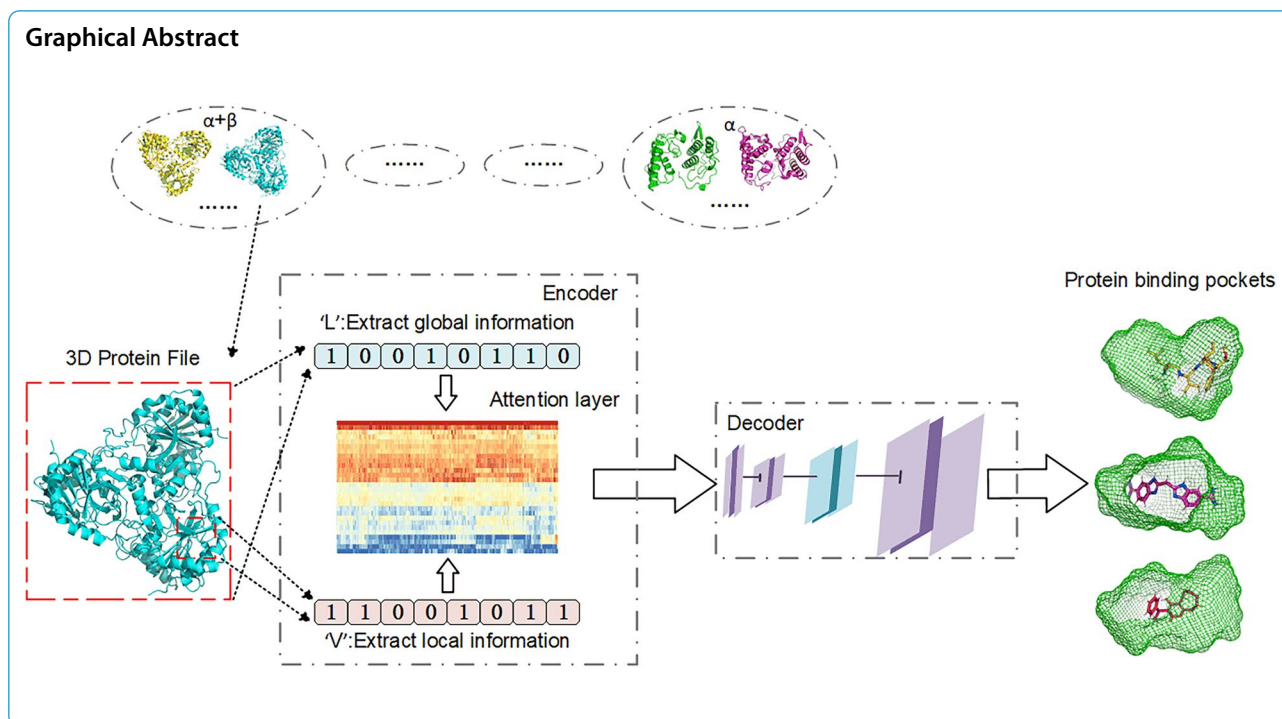 Graphical Abstract
α+β
......
......
......
α
......
Encoder
'L':Extract global information
1 0 0 1 0 1 1 0
3D Protein File
Attention layer
Decoder
Protein binding pockets
1 1 0 0 1 0 1 1
'V':Extract local information